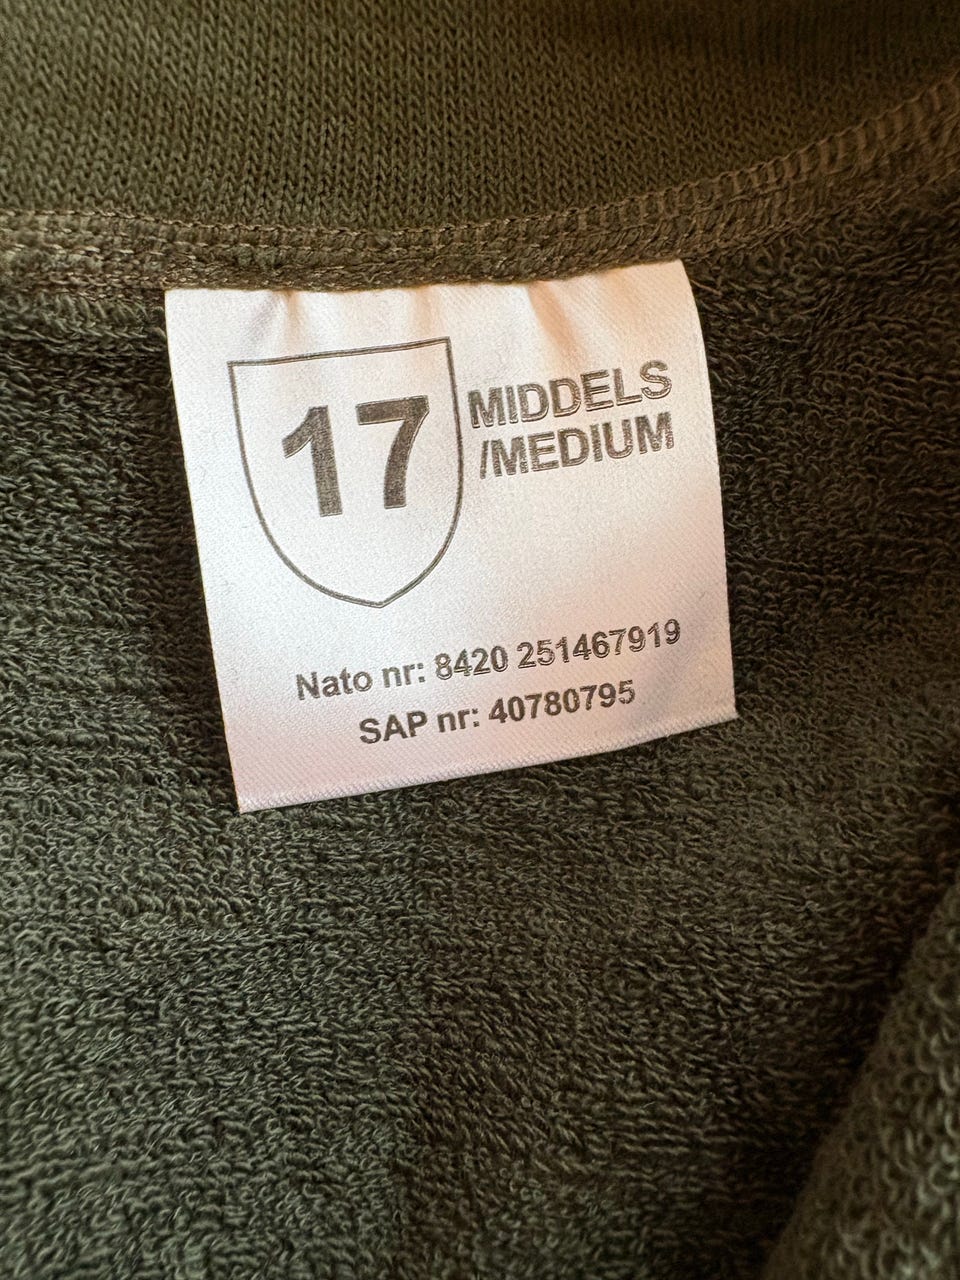 17
MIDDELS
/MEDIUM
Nato nr: 8420 251467919
SAP nr: 40780795